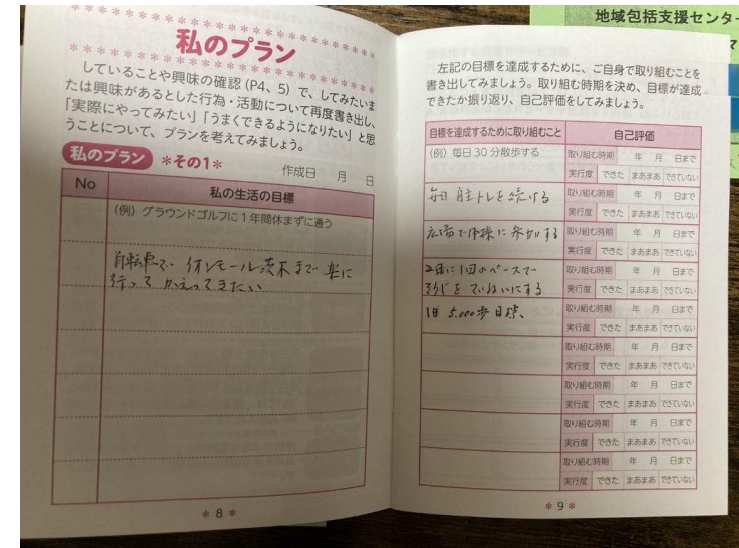 私のプラン
していることや興味の確認(P4、5)で、してみたいま
たは興味があるとした行為・活動について再度書き出し、
「実際にやってみたい」「うまくできるようになりたい」と思
うことについて、プランを考えてみましょう。
私のプラン *その1*
作成日 月 日
No 私の生活の目標
(例)グラウンドゴルフに1年間休まずに通う
自転車で イオンモール茨木まで 楽に
行って かえってきたい
* 8 *
地域包括支援センター
マ
左記の目標を達成するために、ご自身で取り組むことを
書き出してみましょう。取り組む時期を決め、目標が達成
できたか振り返り、自己評価をしてみましょう。
目標を達成するために取り組むこと 自己評価
(例)毎日30分散歩する 取り組む時期 年 月 日まで
実行度 できた まあまあ できていない
毎日 自主トレを続ける 取り組む時期 年 月 日まで
実行度 できた まあまあ できていない
広場で体操に参加する 取り組む時期 年 月 日まで
実行度 できた まあまあ できていない
2日に1回のペースで 取り組む時期 年 月 日まで
そうじをていねいにする 実行度 できた まあまあ できていない
1日 5,000歩目標、 取り組む時期 年 月 日まで
実行度 できた まあまあ できていない
取り組む時期 年 月 日まで
実行度 できた まあまあ できていない
取り組む時期 年 月 日まで
実行度 できた まあまあ できていない
取り組む時期 年 月 日まで
実行度 できた まあまあ できていない
取り組む時期 年 月 日まで
実行度 できた まあまあ できていない
* 9 *